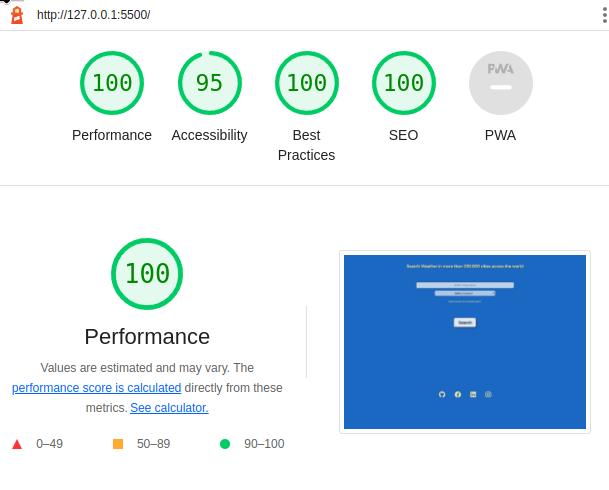 http://127.0.0.1:5500/
100
95
100
100
PWA
Performance
Accessibility
Best
Practices
SEO
PWA
100
Performance
Values are estimated and may vary. The
performance score is calculated directly from these
metrics. See calculator.
0–49
50–89
90–100
Search Weather in more than 200,000 cities across the world
Search